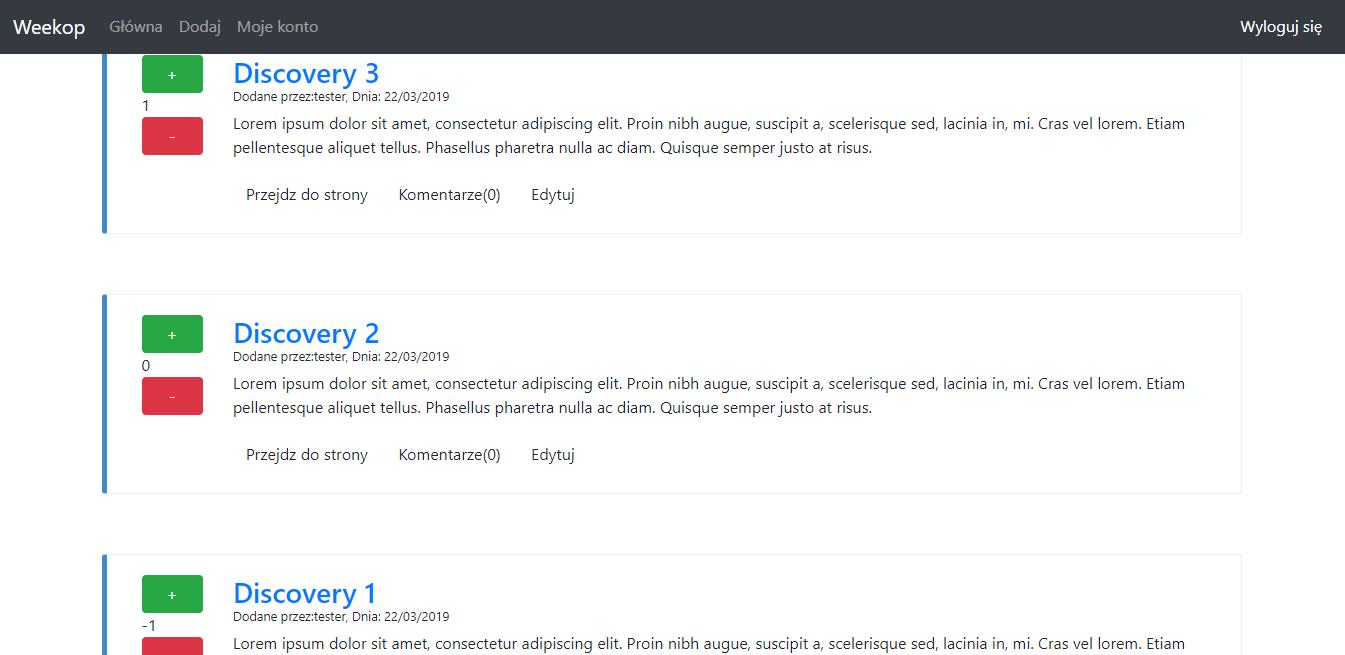 Weekop Główna Dodaj Moje konto Wyloguj się
+
Discovery 3
Dodane przez:tester, Dnia: 22/03/2019
1
-
Lorem ipsum dolor sit amet, consectetur adipiscing elit. Proin nibh augue, suscipit a, scelerisque sed, lacinia in, mi. Cras vel lorem. Etiam
pellentesque aliquet tellus. Phasellus pharetra nulla ac diam. Quisque semper justo at risus.
Przejdz do strony Komentarze(0) Edytuj
+
Discovery 2
Dodane przez:tester, Dnia: 22/03/2019
0
-
Lorem ipsum dolor sit amet, consectetur adipiscing elit. Proin nibh augue, suscipit a, scelerisque sed, lacinia in, mi. Cras vel lorem. Etiam
pellentesque aliquet tellus. Phasellus pharetra nulla ac diam. Quisque semper justo at risus.
Przejdz do strony Komentarze(0) Edytuj
+
Discovery 1
Dodane przez:tester, Dnia: 22/03/2019
-1
Lorem ipsum dolor sit amet, consectetur adipiscing elit. Proin nibh augue, suscipit a, scelerisque sed, lacinia in, mi. Cras vel lorem. Etiam